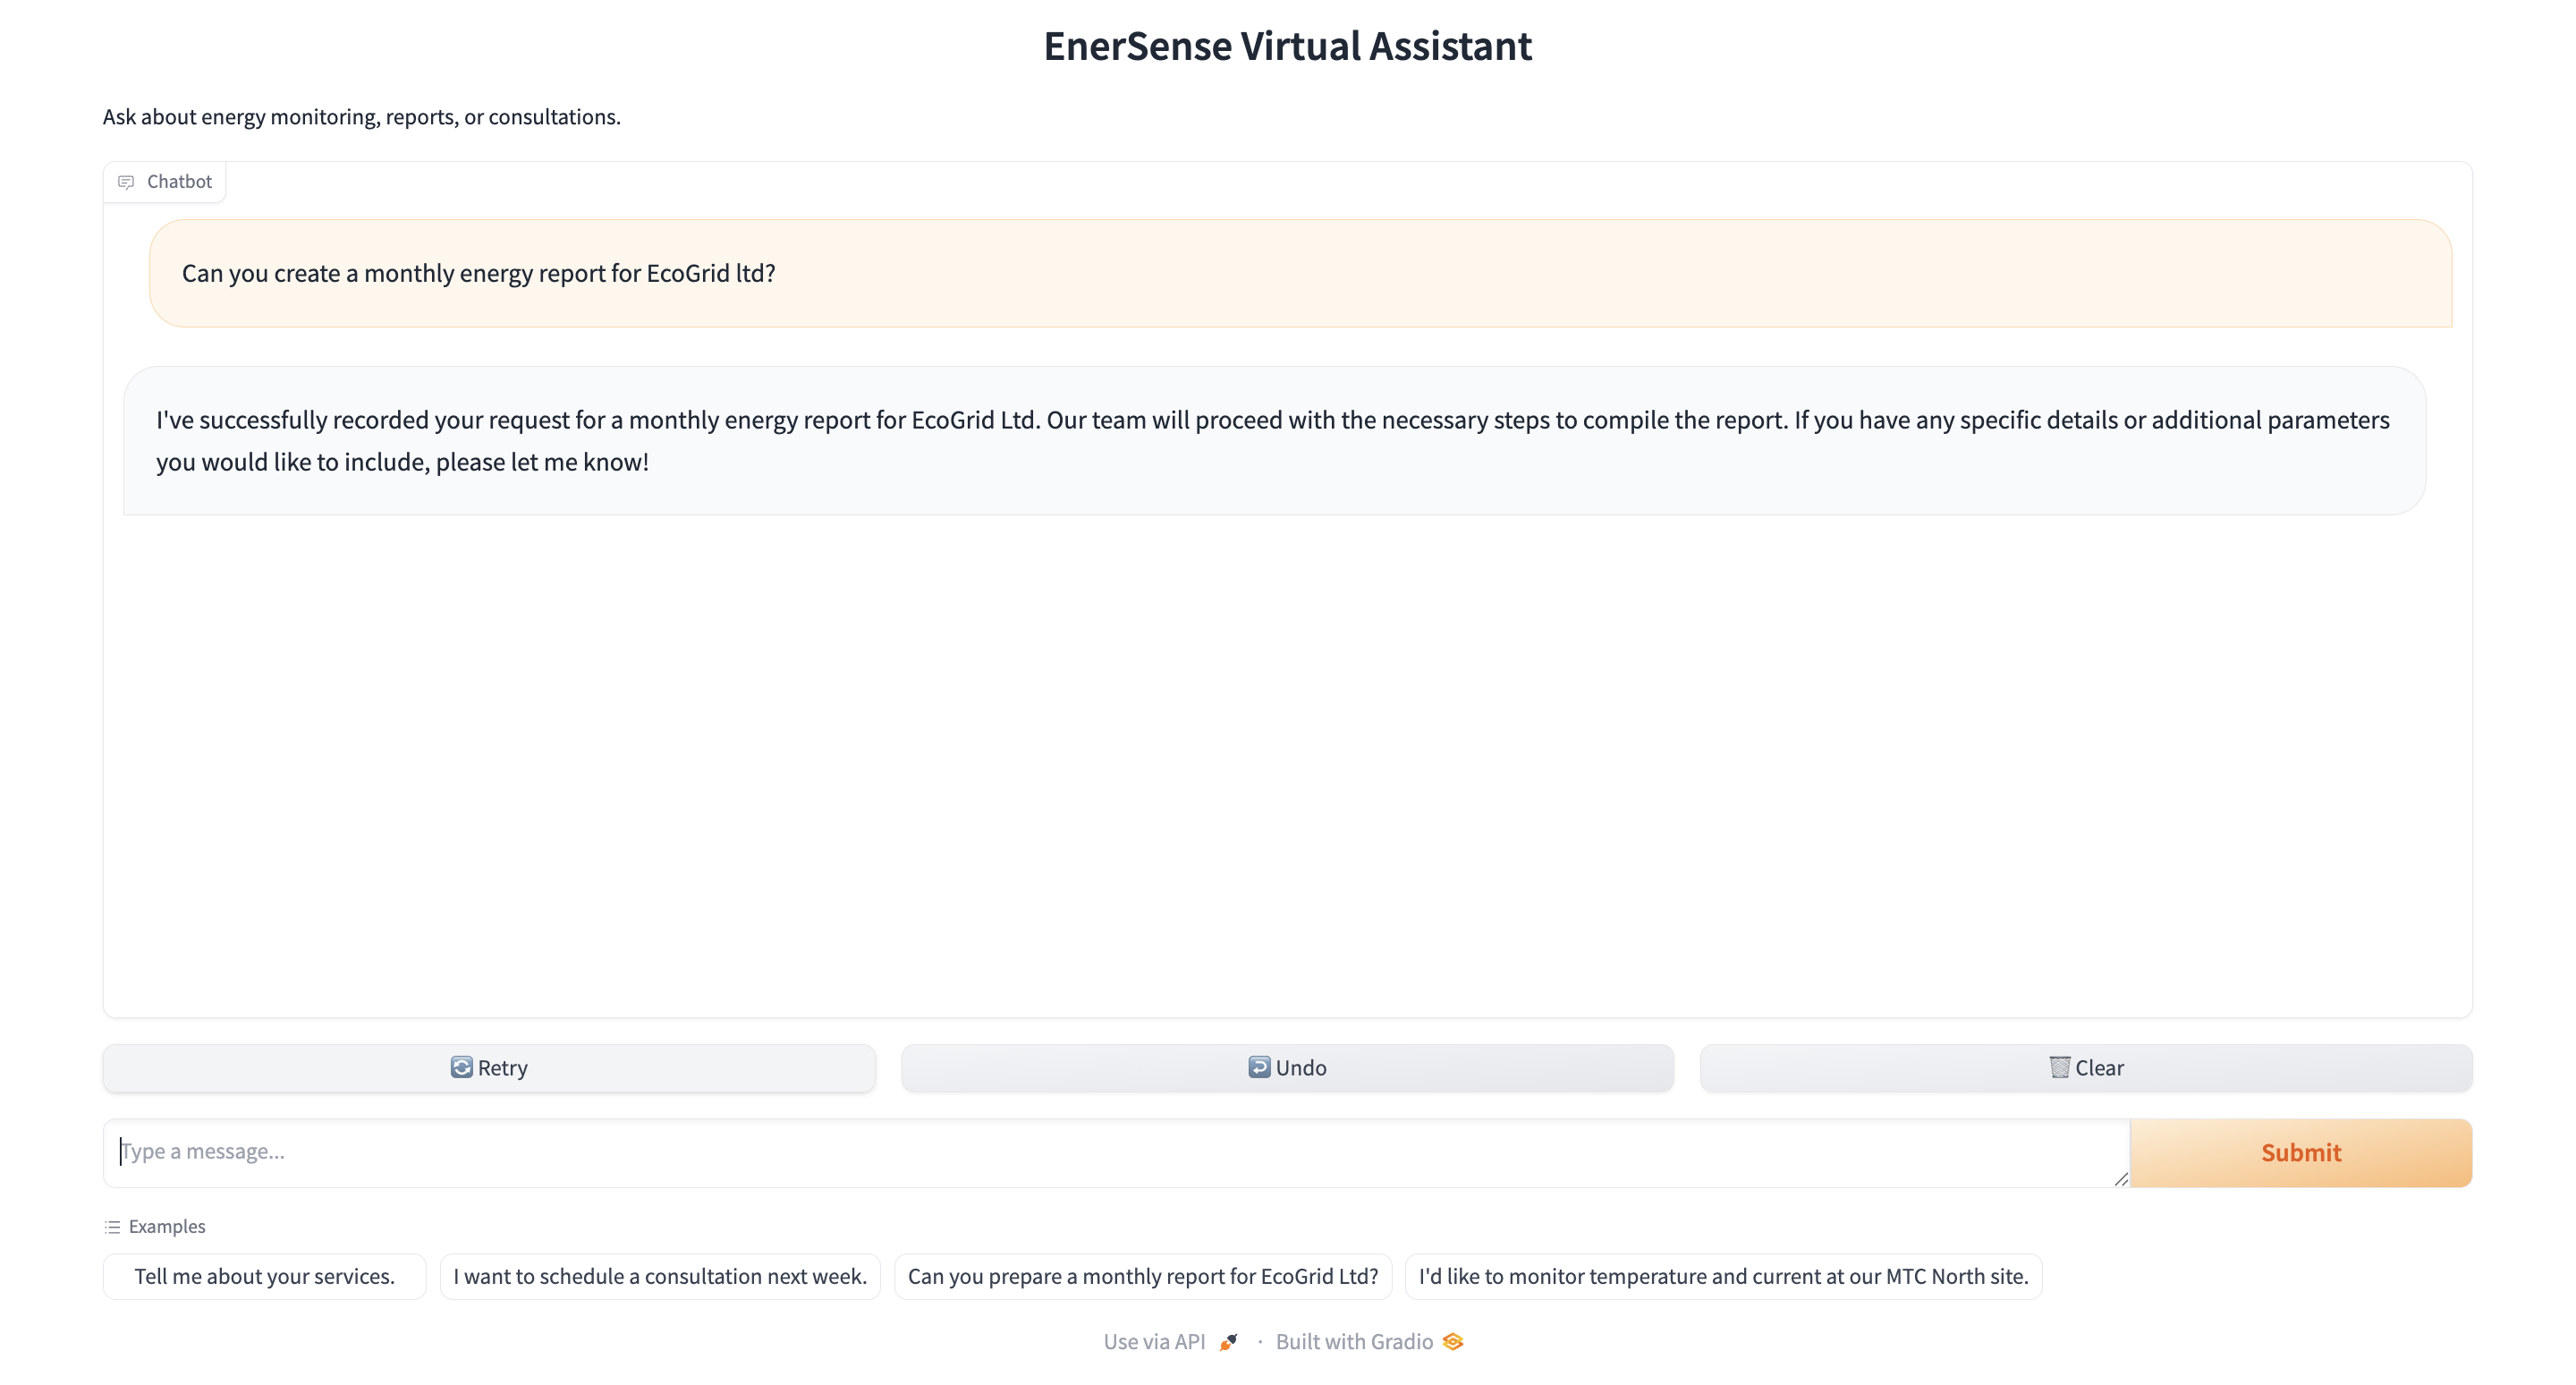 EnerSense Virtual Assistant
Ask about energy monitoring, reports, or consultations.
Chatbot
Can you create a monthly energy report for EcoGrid ltd?
I've successfully recorded your request for a monthly energy report for EcoGrid Ltd. Our team will proceed with the necessary steps to compile the report. If you have any specific details or additional parameters
you would like to include, please let me know!
Retry
Undo
Clear
Type a message...
Submit
Examples
Tell me about your services.
I want to schedule a consultation next week.
Can you prepare a monthly report for EcoGrid Ltd?
I'd like to monitor temperature and current at our MTC North site.
Use via API · Built with Gradio